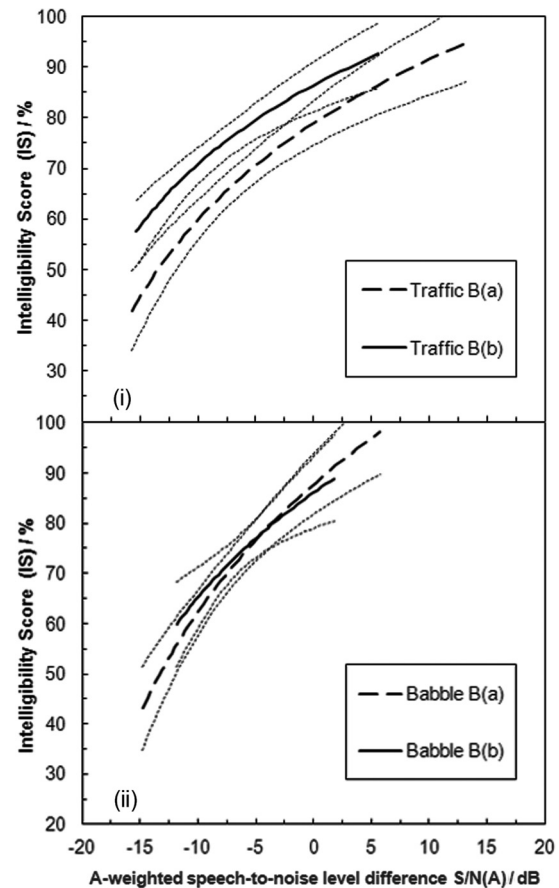 100
90
80
70
60
50
40
30
Intelligibility Score (IS) / %
Traffic B(a)
Traffic B(b)
(i)
100
90
80
70
60
50
40
30
20
Intelligibility Score (IS) / %
Babble B(a)
Babble B(b)
(ii)
-20 -15 -10 -5 0 5 10 15 20
A-weighted speech-to-noise level difference S/N(A) / dB